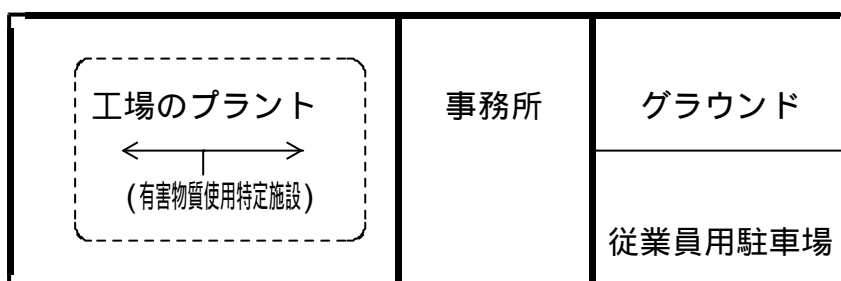 工場のプラント
(有害物質使用特定施設)
事務所
グラウンド
従業員用駐車場